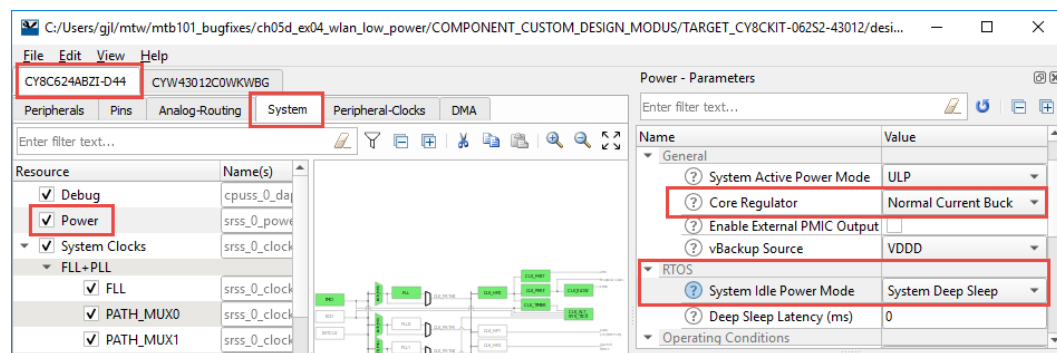 C:/Users/gjl/mtw/mtb101_bugfixes/ch05d_ex04_wlan_low_power/COMPONENT_CUSTOM_DESIGN_MODUS/TARGET_CY8CKIT-062S2-43012/desi...
File Edit View Help
CY8C624ABZI-D44 CYW43012C0WKWBG
Peripherals Pins Analog-Routing System Peripheral-Clocks DMA
Enter filter text...
Resource Name(s)
Debug cpuss_0_dap
Power srss_0_powe
System Clocks srss_0_clock
FLL+PLL
FLL srss_0_clock
PATH_MUX0 srss_0_clock
PATH_MUX1 srss_0_clock
Power - Parameters
Enter filter text...
Name Value
General
System Active Power Mode ULP
Core Regulator Normal Current Buck
Enable External PMIC Output
vBackup Source VDDD
RTOS
System Idle Power Mode System Deep Sleep
Deep Sleep Latency (ms) 0
Operating Conditions